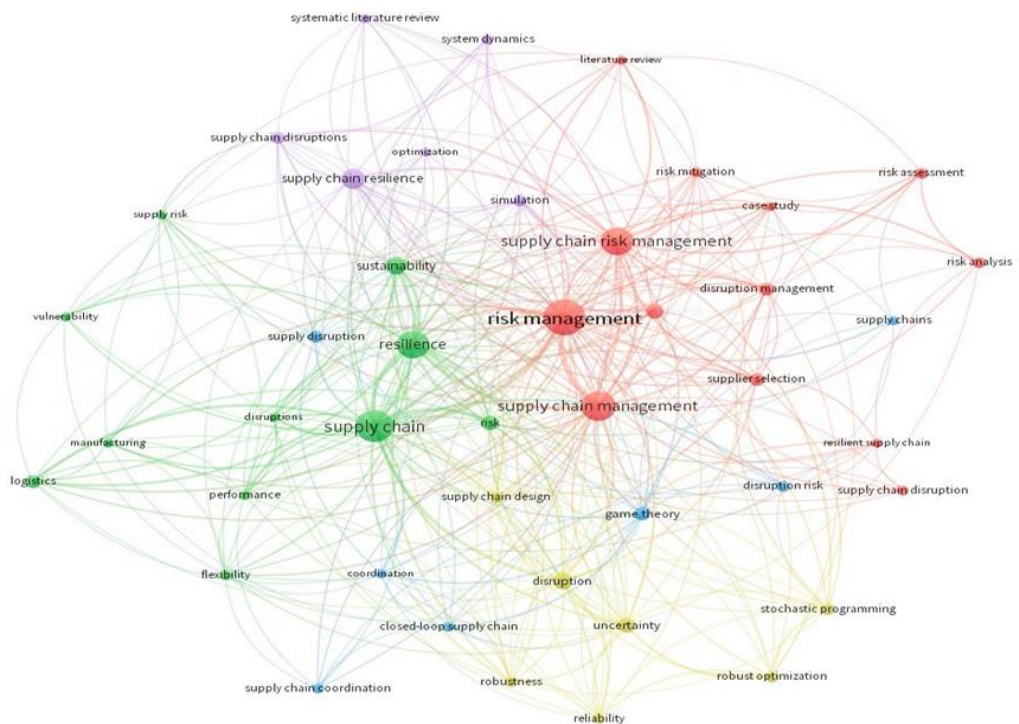 systematic literature review
system dynamics
literature review
supply chain disruptions
optimization
supply chain resilience
risk mitigation
risk assessment
simulation
case study
supply risk
supply chain risk management
sustainability
risk analysis
disruption management
vulnerability
risk management
supply chains
supply disruption
resilience
supplier selection
supply chain management
disruptions
supply chain
risk
manufacturing
resilient supply chain
logistics
performance
supply chain design
disruption risk
supply chain disruption
game theory
flexibility
coordination
disruption
stochastic programming
closed-loop supply chain
uncertainty
robust optimization
robustness
supply chain coordination
reliability